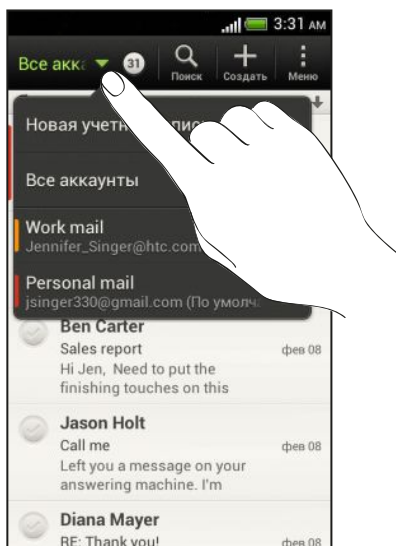 3:31 AM
Все акка 31 Поиск Создать Меню
Новая
Все аккаунты
Work mail
Jennifer_Singer@htc.com
Personal mail
jsinger330@gmail.com (По
Ben Carter
Sales report фев 08
Hi Jen, Need to put the
finishing touches on this
Jason Holt
Call me фев 08
Left you a message on your
answering machine. I'm
Diana Mayer
RE: Thank you! фев 08